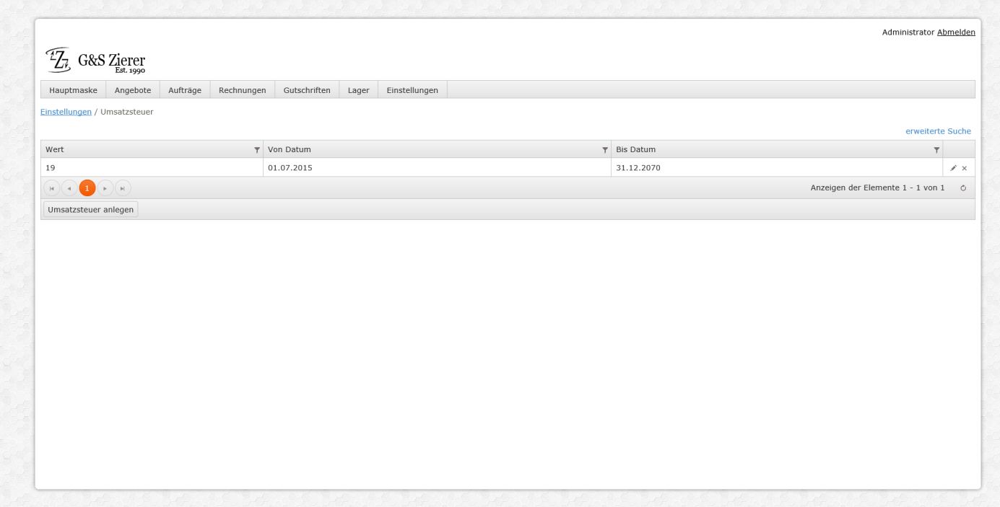 Administrator Abmelden
G&S Zierer
Est. 1990
Hauptmaske Angebote Aufträge Rechnungen Gutschriften Lager Einstellungen
Einstellungen / Umsatzsteuer
erweiterte Suche
Wert Von Datum Bis Datum
19 01.07.2015 31.12.2070
1 Anzeigen der Elemente 1 - 1 von 1
Umsatzsteuer anlegen